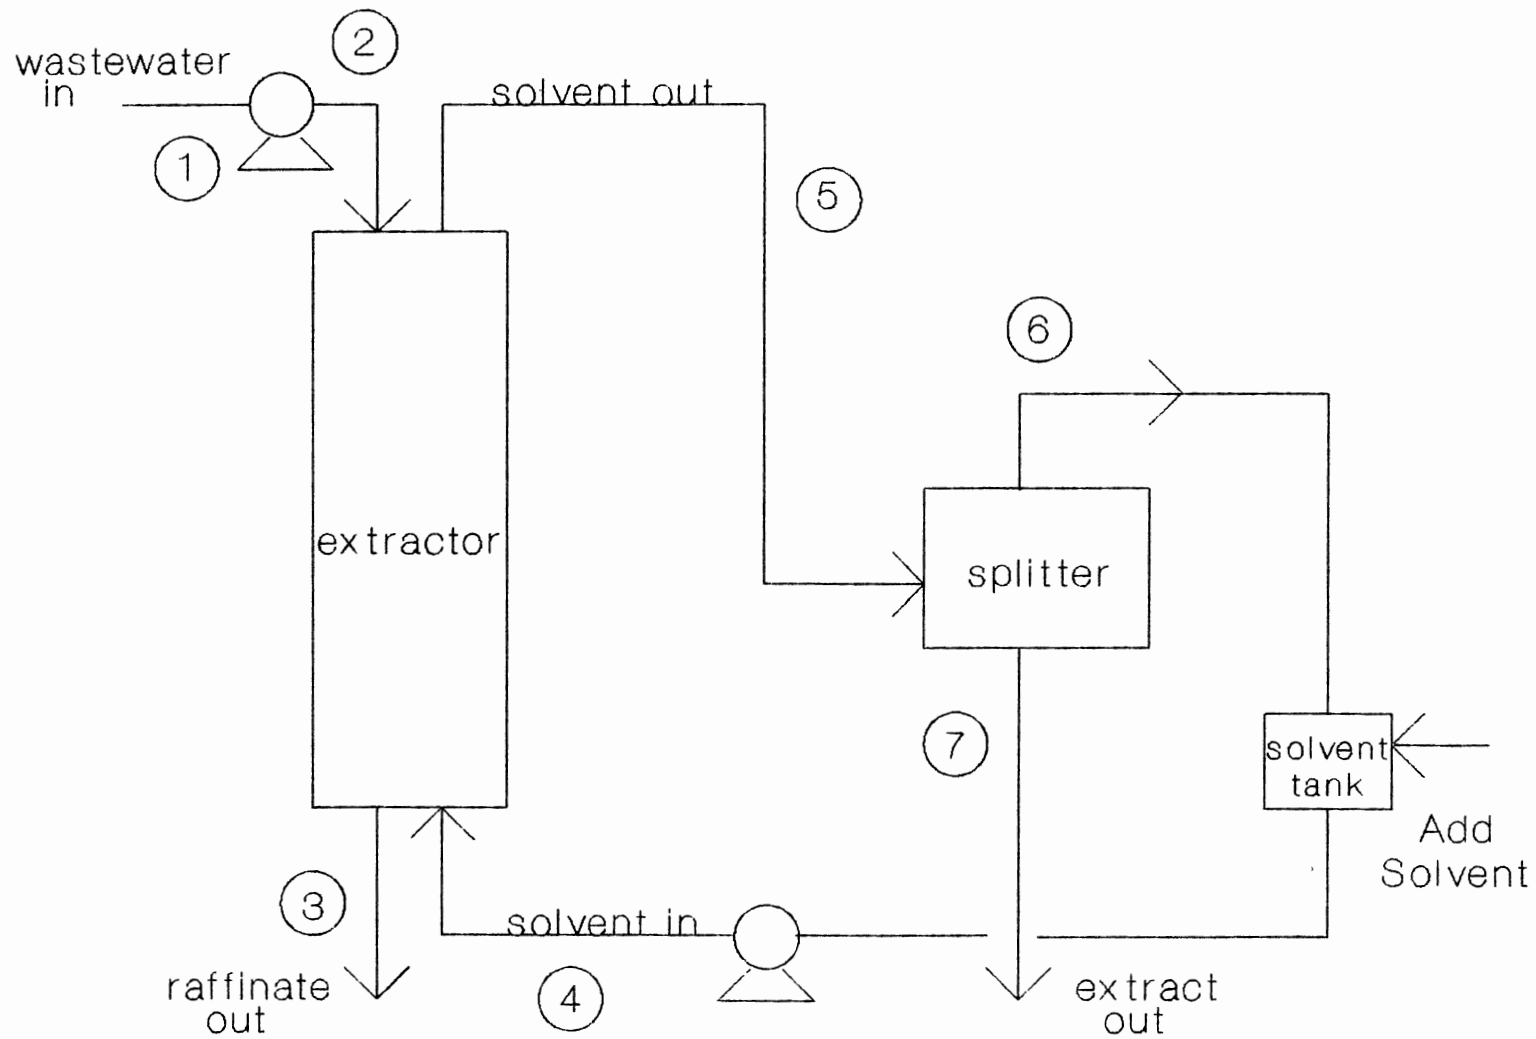 wastewater
in
2
1
solvent out
5
6
extractor
splitter
7
solvent
tank
Add
Solvent
3
solvent in
4
raffinate
out
extract
out